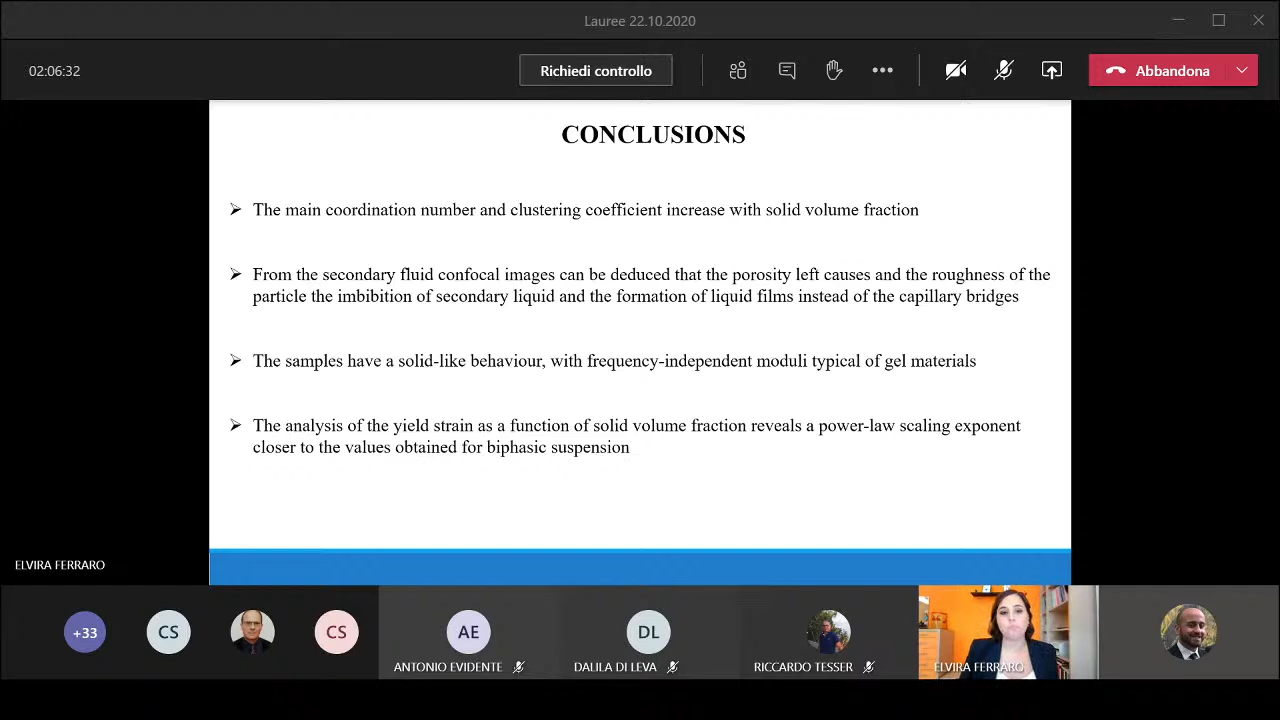 Lauree 22.10.2020
02:06:32
Richiedi controllo
Abbandona
CONCLUSIONS
The main coordination number and clustering coefficient increase with solid volume fraction
From the secondary fluid confocal images can be deduced that the porosity left causes and the roughness of the
particle the imbibition of secondary liquid and the formation of liquid films instead of the capillary bridges
The samples have a solid-like behaviour, with frequency-independent moduli typical of gel materials
The analysis of the yield strain as a function of solid volume fraction reveals a power-law scaling exponent
closer to the values obtained for biphasic suspension
ELVIRA FERRARO
+33
CS
CS
AE
DL
ANTONIO EVIDENTE
DALILA DI LEVA
RICCARDO TESSER
ELVIRA FERRARO